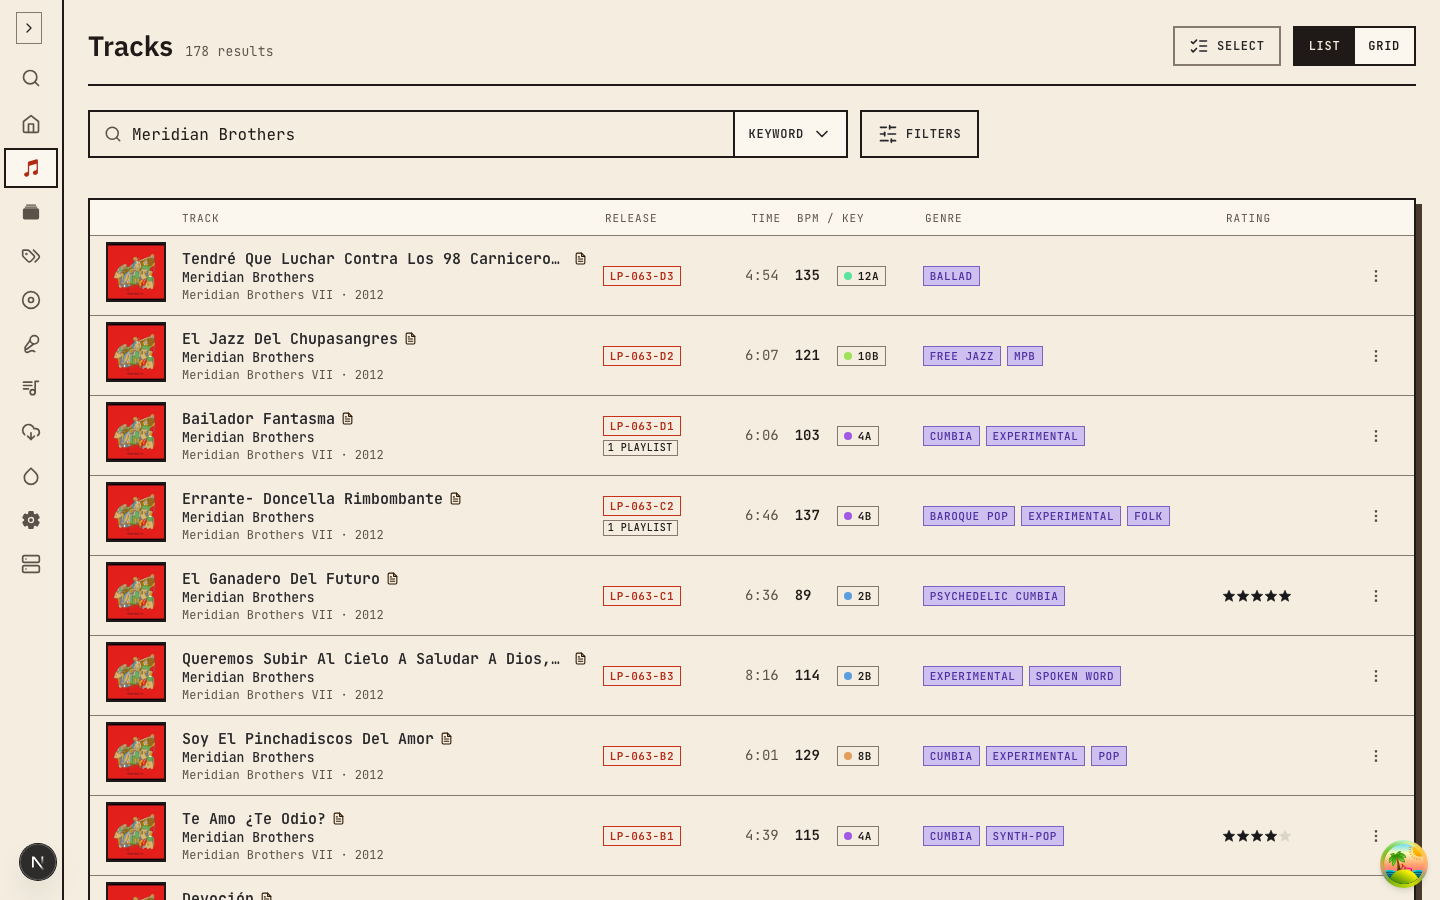 Tracks 178 results
SELECT
LIST GRID
Meridian Brothers
KEYWORD
FILTERS
TRACK RELEASE TIME BPM / KEY GENRE RATING
Tendré Que Luchar Contra Los 98 Carnicero…
Meridian Brothers
Meridian Brothers VII · 2012
LP-063-D3
4:54 135 12A
BALLAD
El Jazz Del Chupasangres
Meridian Brothers
Meridian Brothers VII · 2012
LP-063-D2
6:07 121 10B
FREE JAZZ MPB
Bailador Fantasma
Meridian Brothers
Meridian Brothers VII · 2012
LP-063-D1
1 PLAYLIST
6:06 103 4A
CUMBIA EXPERIMENTAL
Errante- Doncella Rimbombante
Meridian Brothers
Meridian Brothers VII · 2012
LP-063-C2
1 PLAYLIST
6:46 137 4B
BAROQUE POP EXPERIMENTAL FOLK
El Ganadero Del Futuro
Meridian Brothers
Meridian Brothers VII · 2012
LP-063-C1
6:36 89 2B
PSYCHEDELIC CUMBIA
Queremos Subir Al Cielo A Saludar A Dios,…
Meridian Brothers
Meridian Brothers VII · 2012
LP-063-B3
8:16 114 2B
EXPERIMENTAL SPOKEN WORD
Soy El Pinchadiscos Del Amor
Meridian Brothers
Meridian Brothers VII · 2012
LP-063-B2
6:01 129 8B
CUMBIA EXPERIMENTAL POP
Te Amo ¿Te Odio?
Meridian Brothers
Meridian Brothers VII · 2012
LP-063-B1
4:39 115 4A
CUMBIA SYNTH-POP
Devoción
N